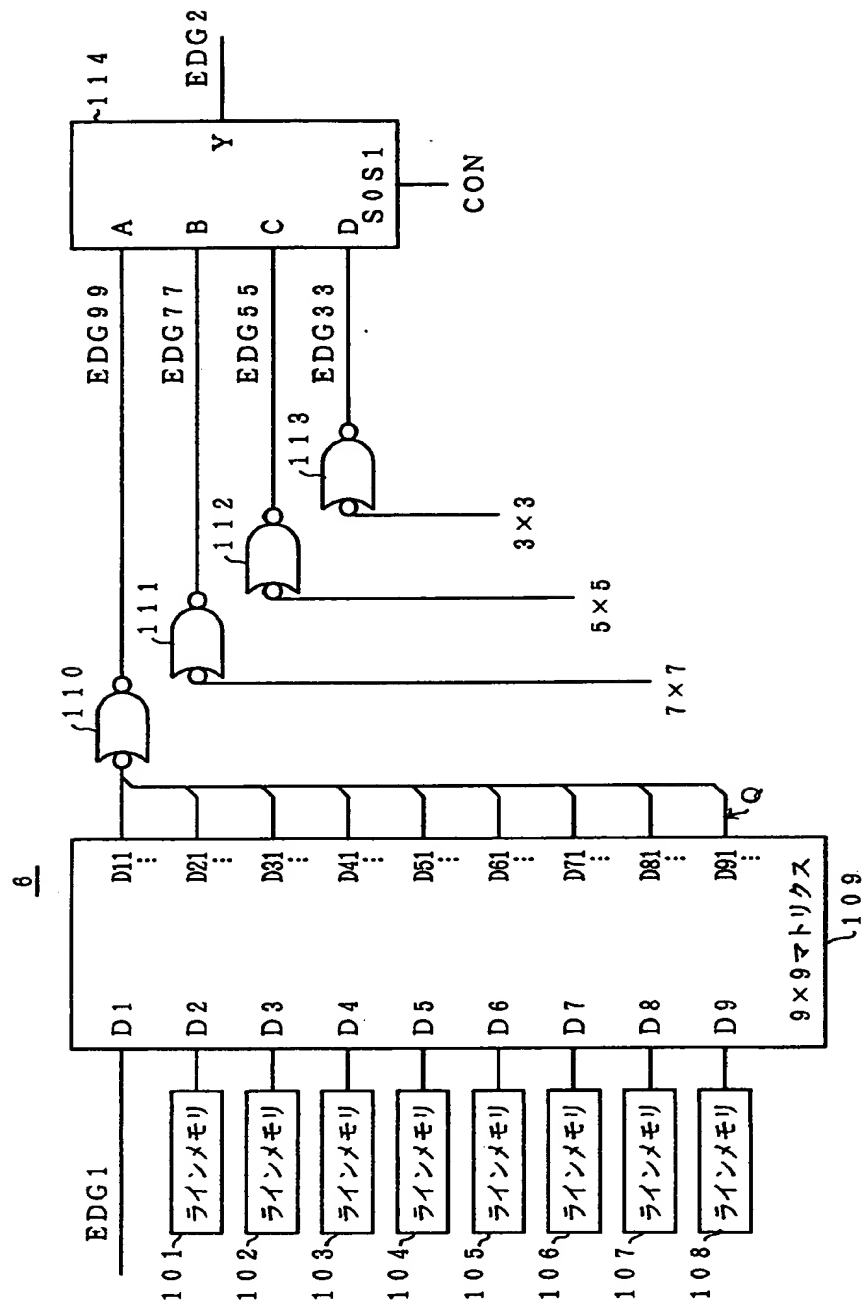 6
EDG1
101 ラインメモリ
102 ラインメモリ
103 ラインメモリ
104 ラインメモリ
105 ラインメモリ
106 ラインメモリ
107 ラインメモリ
108 ラインメモリ
D1
D2
D3
D4
D5
D6
D7
D8
D9
D11…
D21…
D31…
D41…
D51…
D61…
D71…
D81…
D91…
9×9マトリクス
109
Q
110
111
112
113
7×7
5×5
3×3
EDG99
EDG77
EDG55
EDG33
A
B
C
D
Y
S0S1
114
EDG2
CON